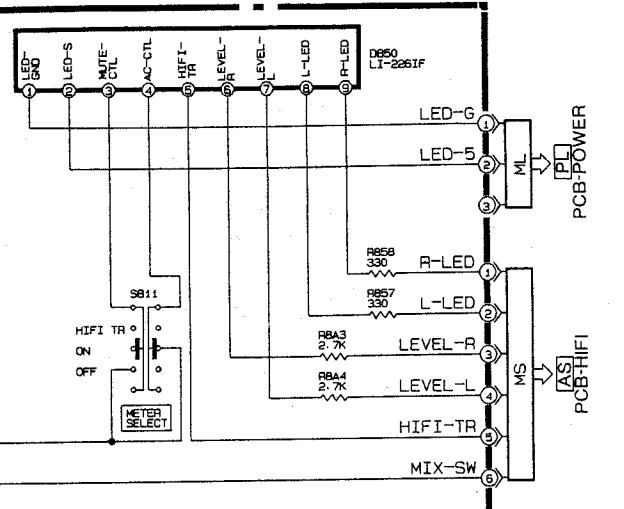 LED-
GND
LED-S
MUTE-
CTL
AC-CTL
HIFI-
TR
LEVEL-
R
LEVEL-
L
L-LED
R-LED
1
2
3
4
5
6
7
8
9
D850
LI-226IF
LED-G
1
LED-5
2
3
ML
PL
PCB-POWER
R858
330
R-LED
1
R857
330
L-LED
2
R8A3
2.7K
LEVEL-R
3
R8A4
2.7K
LEVEL-L
4
HIFI-TR
5
MIX-SW
6
MS
AS
PCB-HIFI
S811
HIFI TR
ON
OFF
METER
SELECT